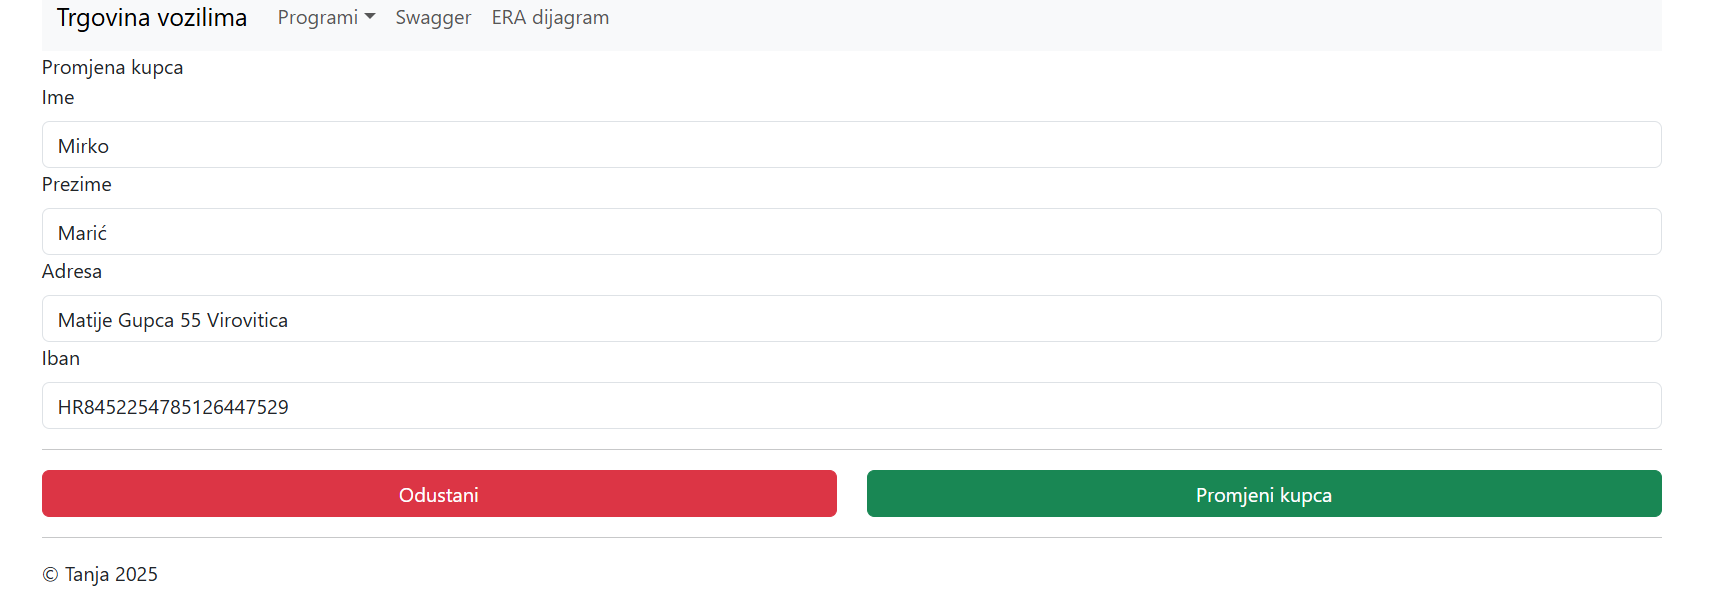 Trgovina vozilima Programi Swagger ERA dijagram
Promjena kupca
Ime
Mirko
Prezime
Marić
Adresa
Matije Gupca 55 Virovitica
Iban
HR8452254785126447529
Odustani Promjeni kupca
© Tanja 2025